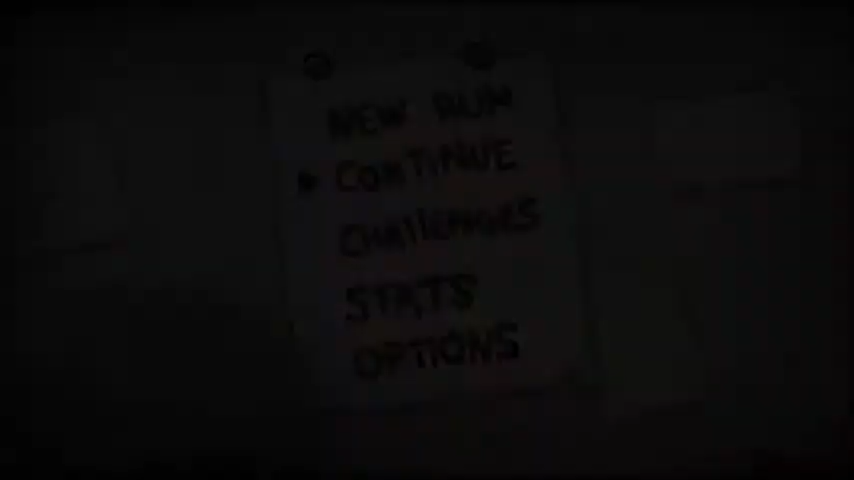 NEW RUN
CONTINUE
CHALLENGES
STATS
OPTIONS